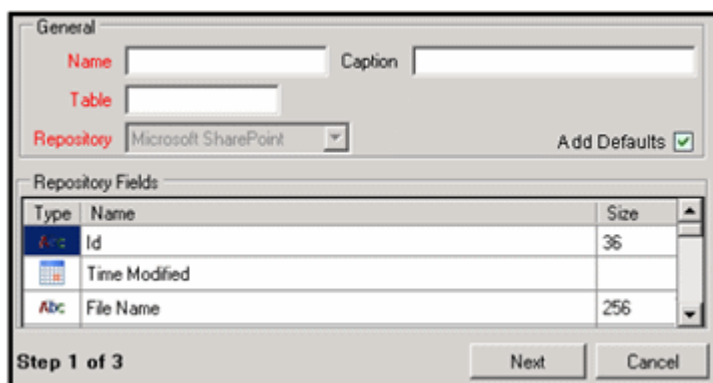 General
Name Caption
Table
Repository Microsoft SharePoint Add Defaults
Repository Fields
Type Name Size
Abc Id 36
Time Modified
Abc File Name 256
Step 1 of 3 Next Cancel